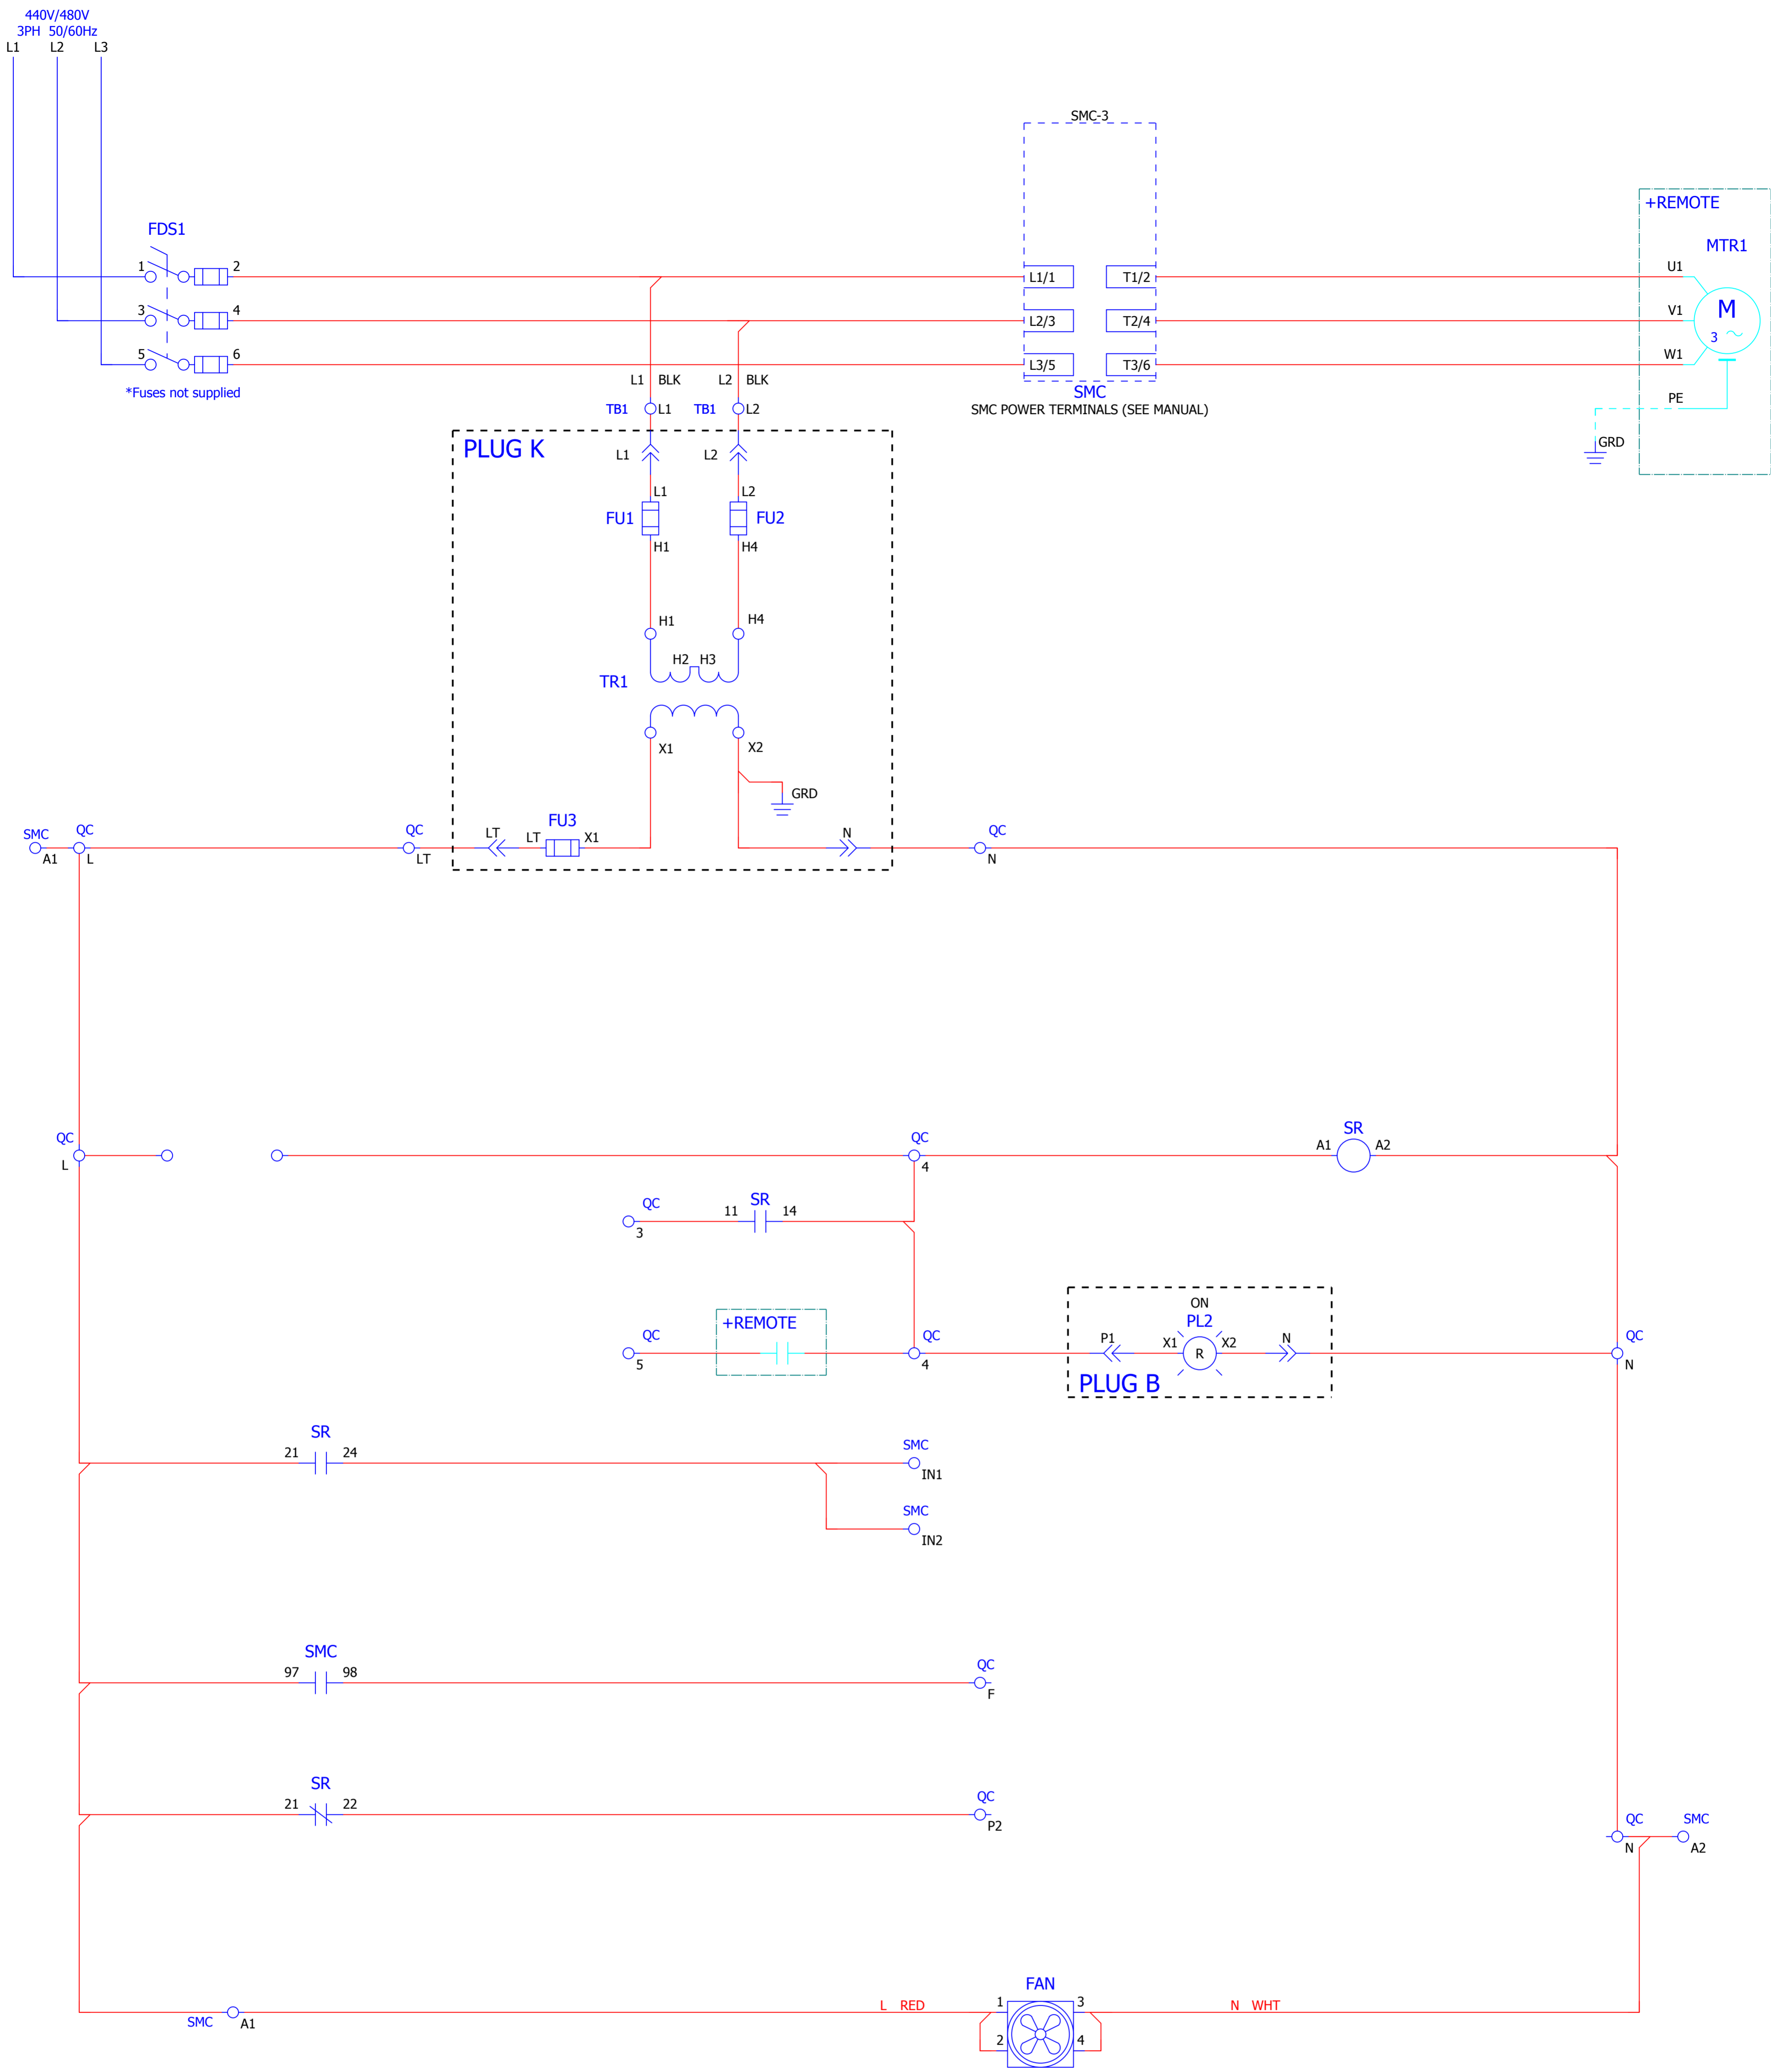 440V/480V
3PH 50/60Hz
L1 L2 L3
SMC-3
+REMOTE
MTR1
FDS1
1 2
L1/1 T1/2
U1
3 4
L2/3 T2/4
V1
M
3
5 6
L3/5 T3/6
W1
*Fuses not supplied
L1 BLK L2 BLK
SMC
SMC POWER TERMINALS (SEE MANUAL)
PE
TB1 L1 TB1 L2
GRD
PLUG K
L1 L2
L1 L2
FU1 FU2
H1 H4
H1 H4
H2 H3
TR1
X1 X2
GRD
FU3
SMC QC QC LT LT X1 N QC
A1 L LT N
QC QC SR
A1 A2
L 4
QC SR
11 14
3
ON
+REMOTE PL2
QC QC P1 X1 X2 N QC
R
5 4 N
PLUG B
SR
21 24 SMC
IN1
SMC
IN2
SMC
97 98 QC
F
SR
21 22 QC
P2
QC SMC
N A2
FAN
L RED 1 3 N WHT
SMC A1
2 4